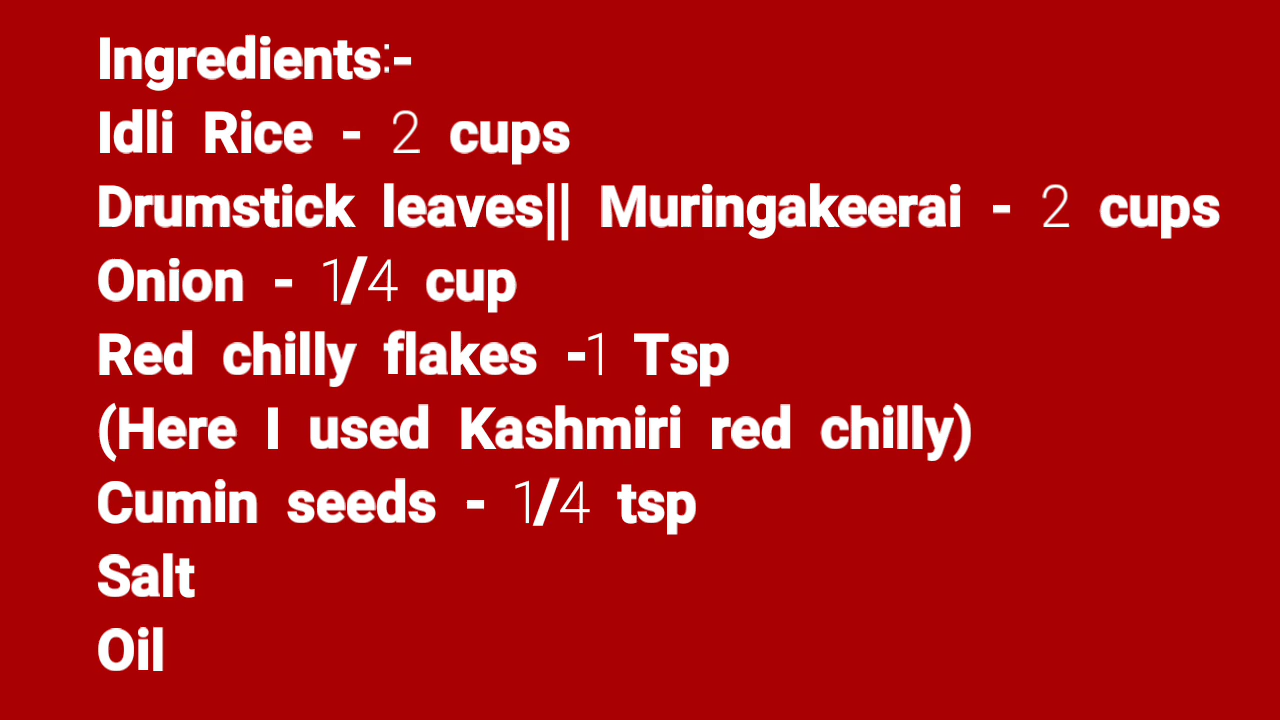 Ingredients:-
Idli Rice - 2 cups
Drumstick leaves|| Muringakeerai - 2 cups
Onion - 1/4 cup
Red chilly flakes -1 Tsp
(Here I used Kashmiri red chilly)
Cumin seeds - 1/4 tsp
Salt
Oil